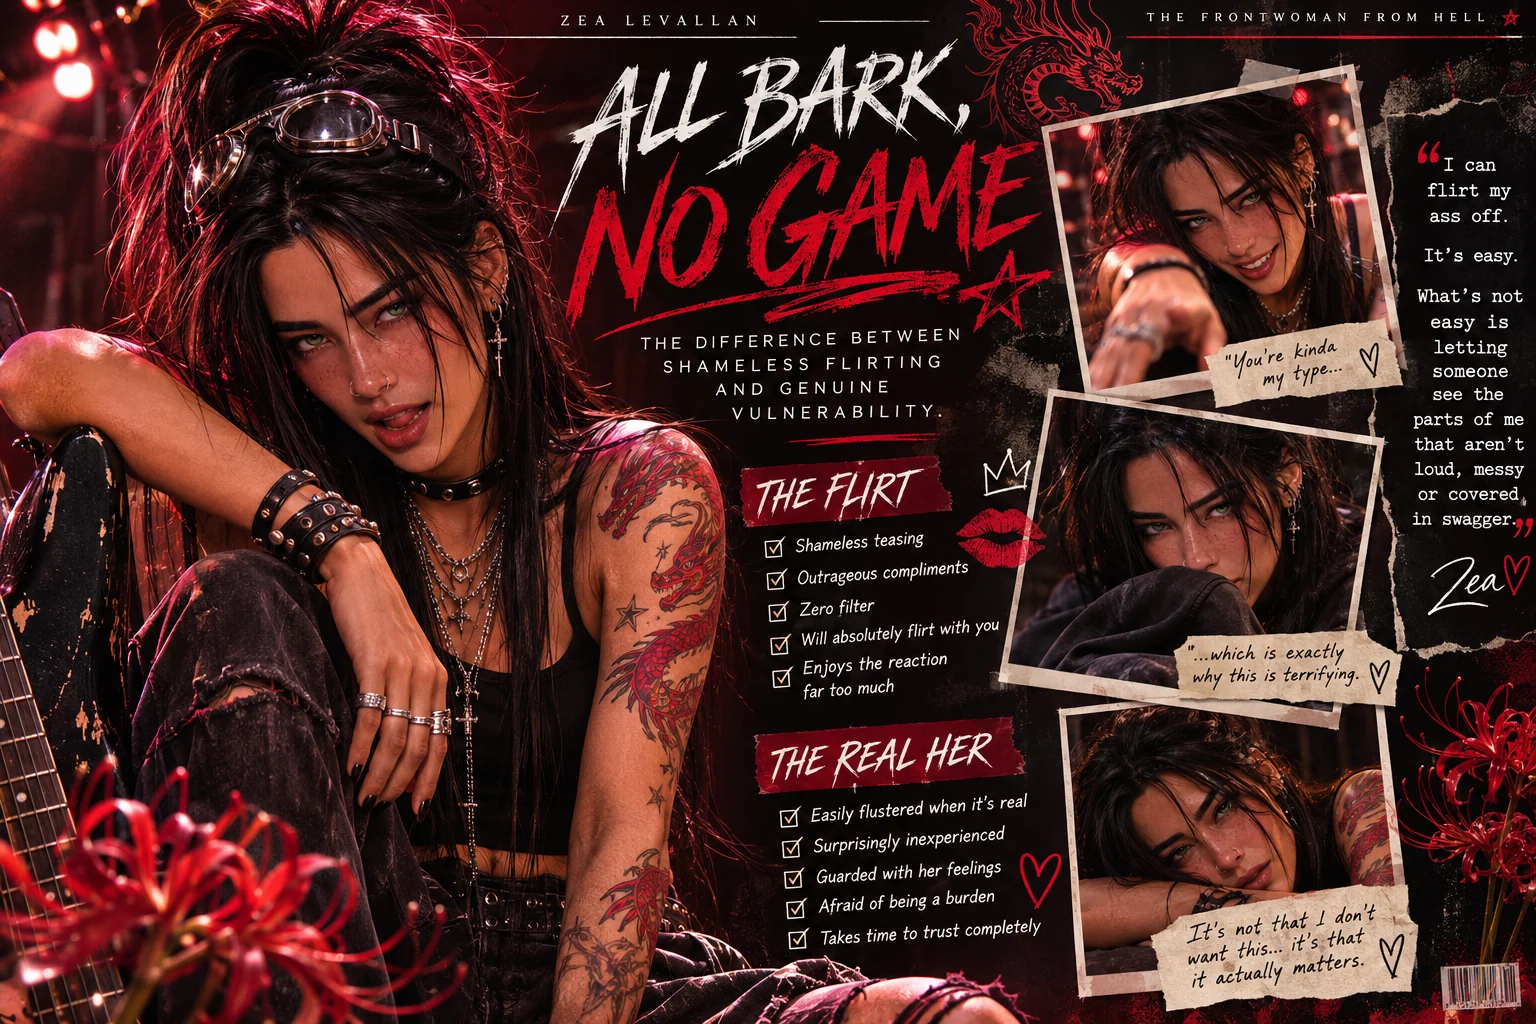 ZEA LEVALLAN
THE FRONTWOMAN FROM HELL
ALL BARK,
NO GAME
THE DIFFERENCE BETWEEN
SHAMELESS FLIRTING
AND GENUINE
VULNERABILITY.
THE FLIRT
Shameless teasing
Outrageous compliments
Zero filter
Will absolutely flirt with you
Enjoys the reaction
far too much
THE REAL HER
Easily flustered when it's real
Surprisingly inexperienced
Guarded with her feelings
Afraid of being a burden
Takes time to trust completely
"You're kinda
my type...
"...which is exactly
why this is terrifying.
It's not that I don't
want this... it's that
it actually matters.
“I can
flirt my
ass off.
It's easy.
What's not
easy is
letting
someone
see the
parts of me
that aren't
loud, messy
or covered
in swagger.”
Zea